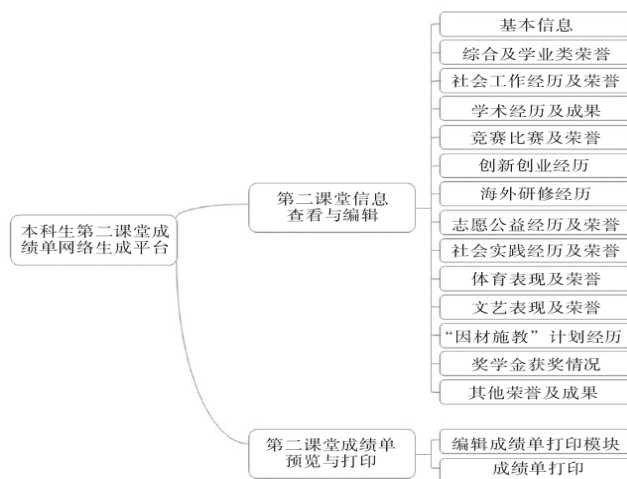 基本信息
综合及学业类荣誉
社会工作经历及荣誉
学术经历及成果
竞赛比赛及荣誉
创新创业经历
第二课堂信息
查看与编辑
海外研修经历
本科生第二课堂成
绩单网络生成平台
志愿公益经历及荣誉
社会实践经历及荣誉
体育表现及荣誉
文艺表现及荣誉
“因材施教”计划经历
奖学金获奖情况
其他荣誉及成果
第二课堂成绩单
预览与打印
编辑成绩单打印模块
成绩单打印